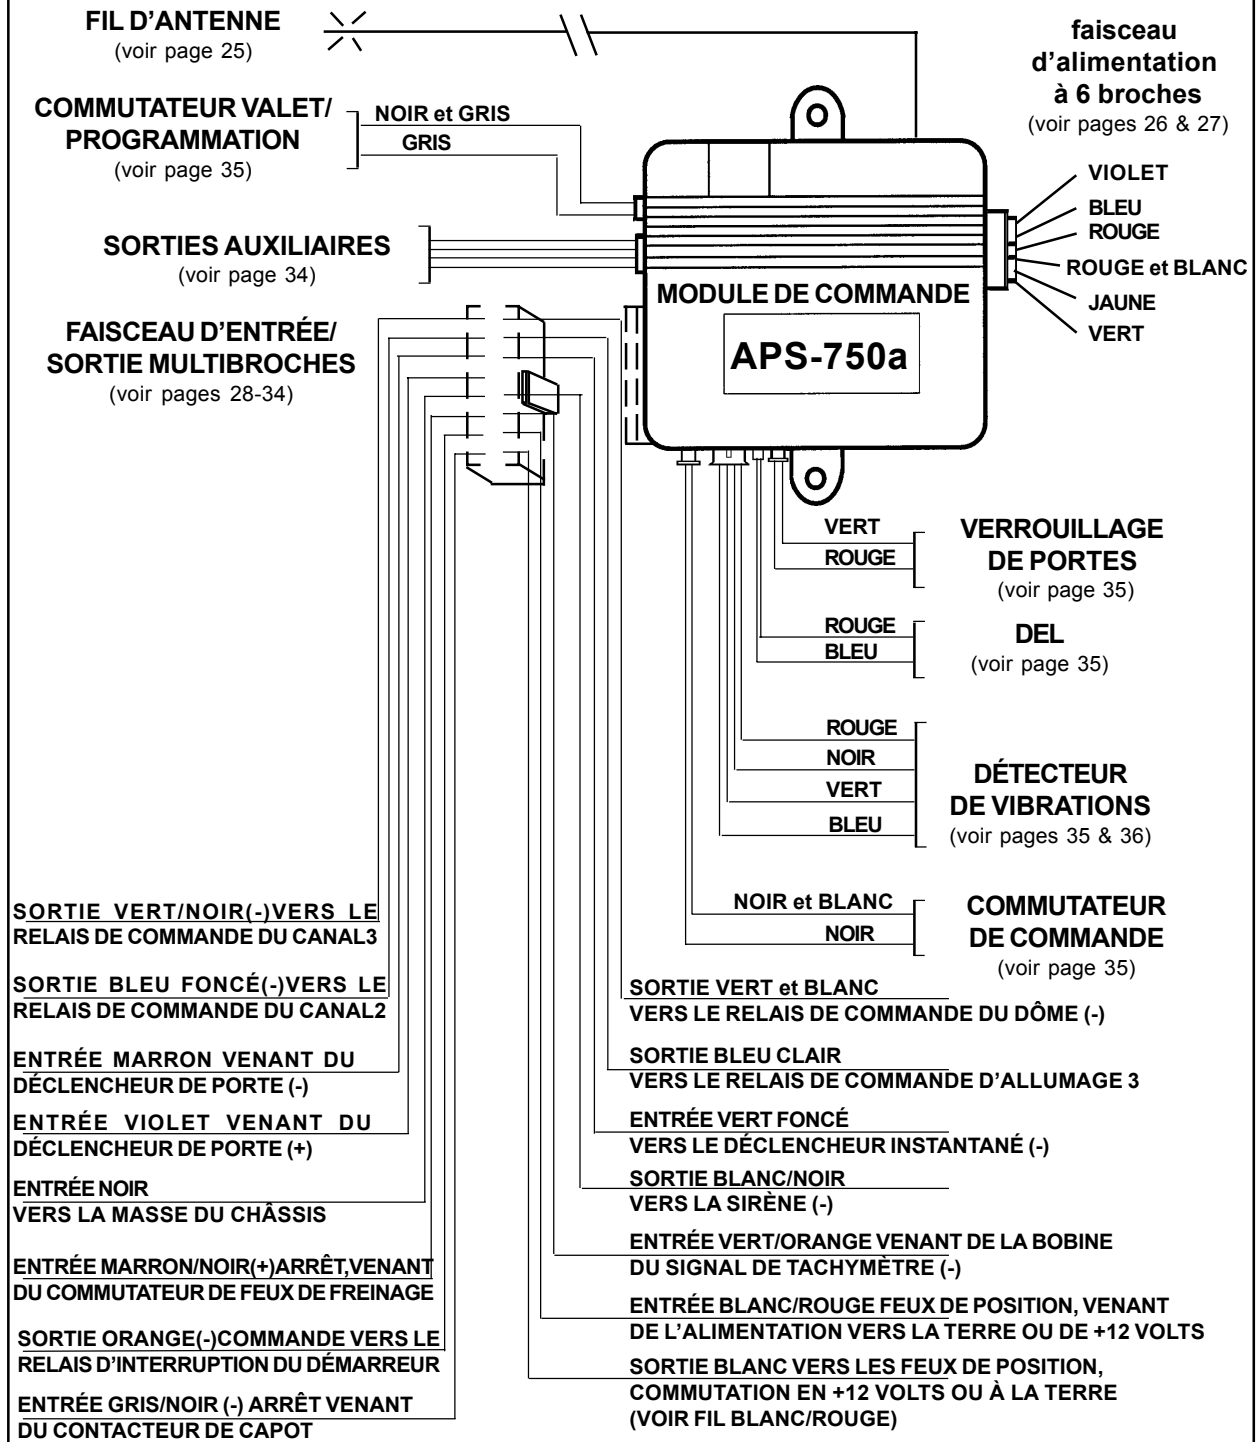 FIL D'ANTENNE
(voir page 25)
COMMUTATEUR VALET/
PROGRAMMATION
(voir page 35)
NOIR et GRIS
GRIS
SORTIES AUXILIAIRES
(voir page 34)
FAISCEAU D'ENTRÉE/
SORTIE MULTIBROCHES
(voir pages 28-34)
faisceau
d'alimentation
à 6 broches
(voir pages 26 & 27)
VIOLET
BLEU
ROUGE
ROUGE et BLANC
JAUNE
VERT
MODULE DE COMMANDE
APS-750a
VERT
ROUGE
VERROUILLAGE
DE PORTES
(voir page 35)
ROUGE
BLEU
DEL
(voir page 35)
ROUGE
NOIR
VERT
BLEU
DÉTECTEUR
DE VIBRATIONS
(voir pages 35 & 36)
NOIR et BLANC
NOIR
COMMUTATEUR
DE COMMANDE
(voir page 35)
SORTIE VERT/NOIR(-)VERS LE
RELAIS DE COMMANDE DU CANAL3
SORTIE BLEU FONCÉ(-)VERS LE
RELAIS DE COMMANDE DU CANAL2
ENTRÉE MARRON VENANT DU
DÉCLENCHEUR DE PORTE (-)
ENTRÉE VIOLET VENANT DU
DÉCLENCHEUR DE PORTE (+)
ENTRÉE NOIR
VERS LA MASSE DU CHÂSSIS
ENTRÉE MARRON/NOIR(+)ARRÊT,VENANT
DU COMMUTATEUR DE FEUX DE FREINAGE
SORTIE ORANGE(-)COMMANDE VERS LE
RELAIS D'INTERRUPTION DU DÉMARREUR
ENTRÉE GRIS/NOIR (-) ARRÊT VENANT
DU CONTACTEUR DE CAPOT
SORTIE VERT et BLANC
VERS LE RELAIS DE COMMANDE DU DÔME (-)
SORTIE BLEU CLAIR
VERS LE RELAIS DE COMMANDE D'ALLUMAGE 3
ENTRÉE VERT FONCÉ
VERS LE DÉCLENCHEUR INSTANTANÉ (-)
SORTIE BLANC/NOIR
VERS LA SIRÈNE (-)
ENTRÉE VERT/ORANGE VENANT DE LA BOBINE
DU SIGNAL DE TACHYMÈTRE (-)
ENTRÉE BLANC/ROUGE FEUX DE POSITION, VENANT
DE L'ALIMENTATION VERS LA TERRE OU DE +12 VOLTS
SORTIE BLANC VERS LES FEUX DE POSITION,
COMMUTATION EN +12 VOLTS OU À LA TERRE
(VOIR FIL BLANC/ROUGE)